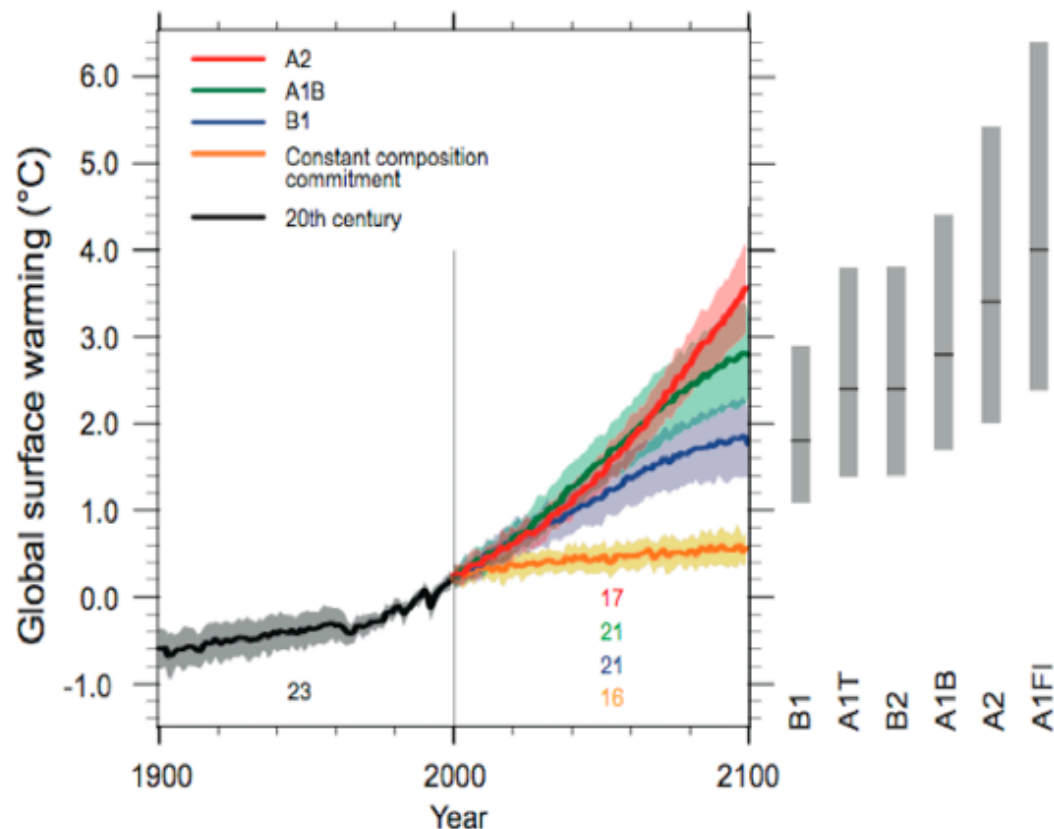 A2
A1B
B1
Constant composition
commitment
20th century
Global surface warming (°C)
6.0
5.0
4.0
3.0
2.0
1.0
0.0
-1.0
17
21
21
16
23
1900
2000
2100
Year
B1
A1T
B2
A1B
A2
A1FI